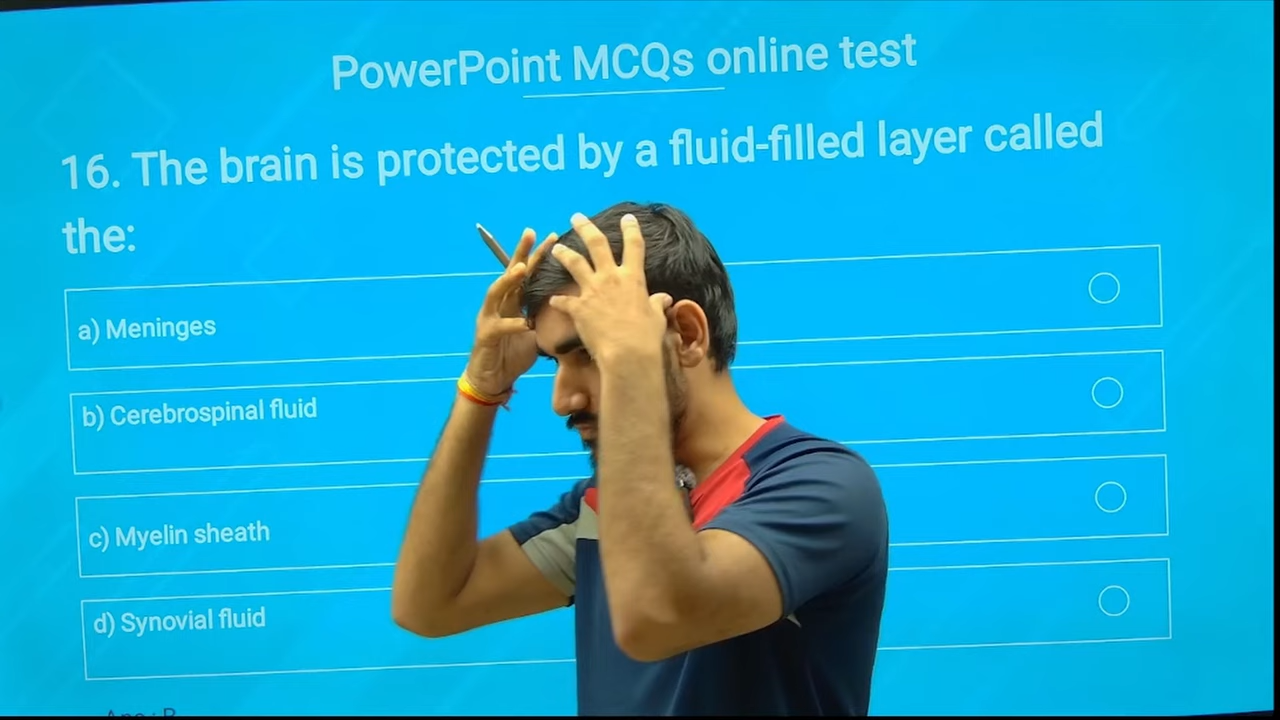 PowerPoint MCQs online test
16. The brain is protected by a fluid-filled layer called
the:
a) Meninges
b) Cerebrospinal fluid
c) Myelin sheath
d) Synovial fluid